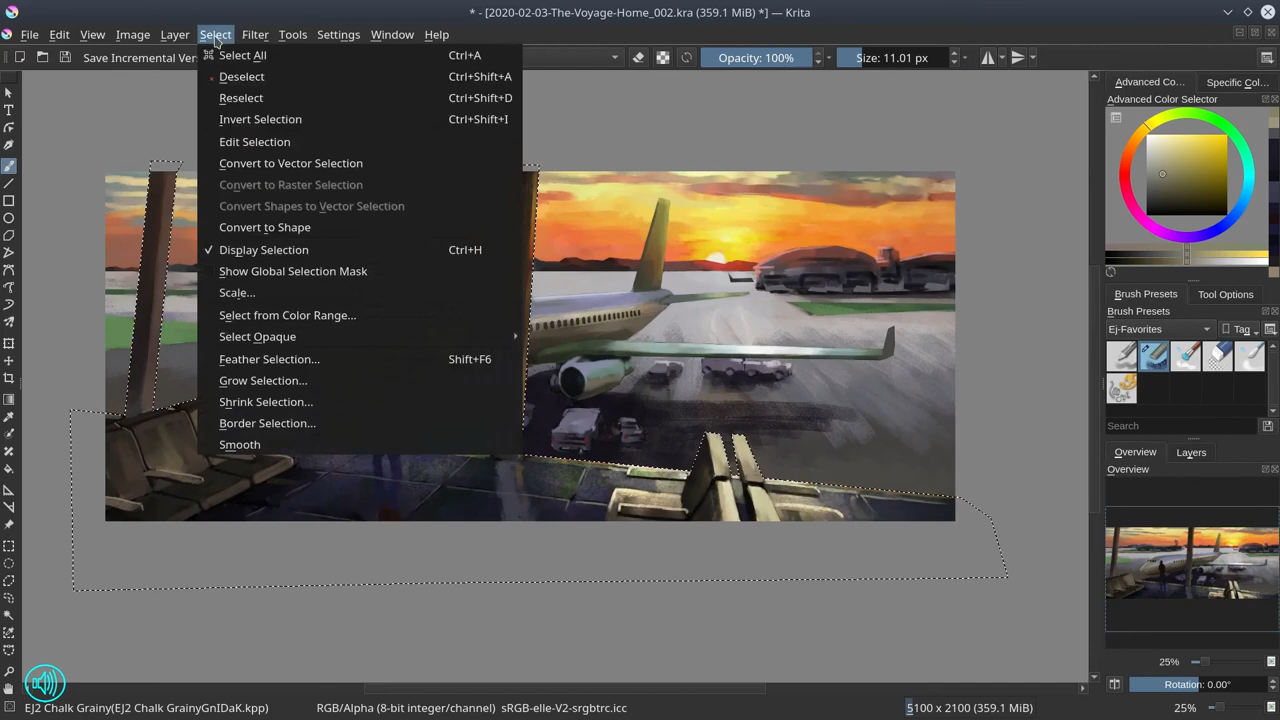 * - [2020-02-03-The-Voyage-Home_002.kra (359.1 MiB) *] — Krita
File Edit View Image Layer Select Filter Tools Settings Window Help
Save Incremental Ver
Opacity: 100%
Size: 11.01 px
Select All Ctrl+A
Deselect Ctrl+Shift+A
Reselect Ctrl+Shift+D
Invert Selection Ctrl+Shift+I
Edit Selection
Convert to Vector Selection
Convert to Raster Selection
Convert Shapes to Vector Selection
Convert to Shape
Display Selection Ctrl+H
Show Global Selection Mask
Scale...
Select from Color Range...
Select Opaque
Feather Selection... Shift+F6
Grow Selection...
Shrink Selection...
Border Selection...
Smooth
Advanced Co... Specific Col...
Advanced Color Selector
Brush Presets Tool Options
Brush Presets
Ej-Favorites Tag
Search
Overview Layers
Overview
25%
Rotation: 0.00°
EJ2 Chalk Grainy(EJ2 Chalk GrainyGnIDaK.kpp) RGB/Alpha (8-bit integer/channel) sRGB-elle-V2-srgbtrc.icc 5100 x 2100 (359.1 MiB) 25%